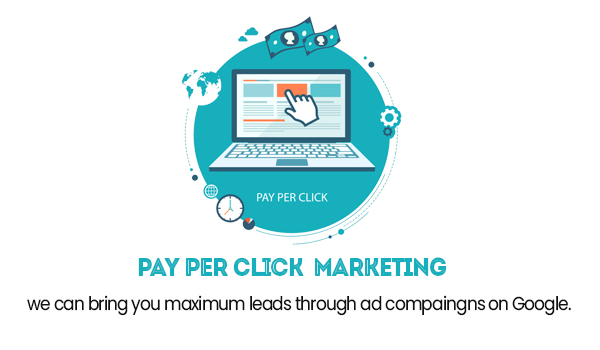 PAY PER CLICK
PAY PER CLICK MARKETING
we can bring you maximum leads through ad compaingns on Google.